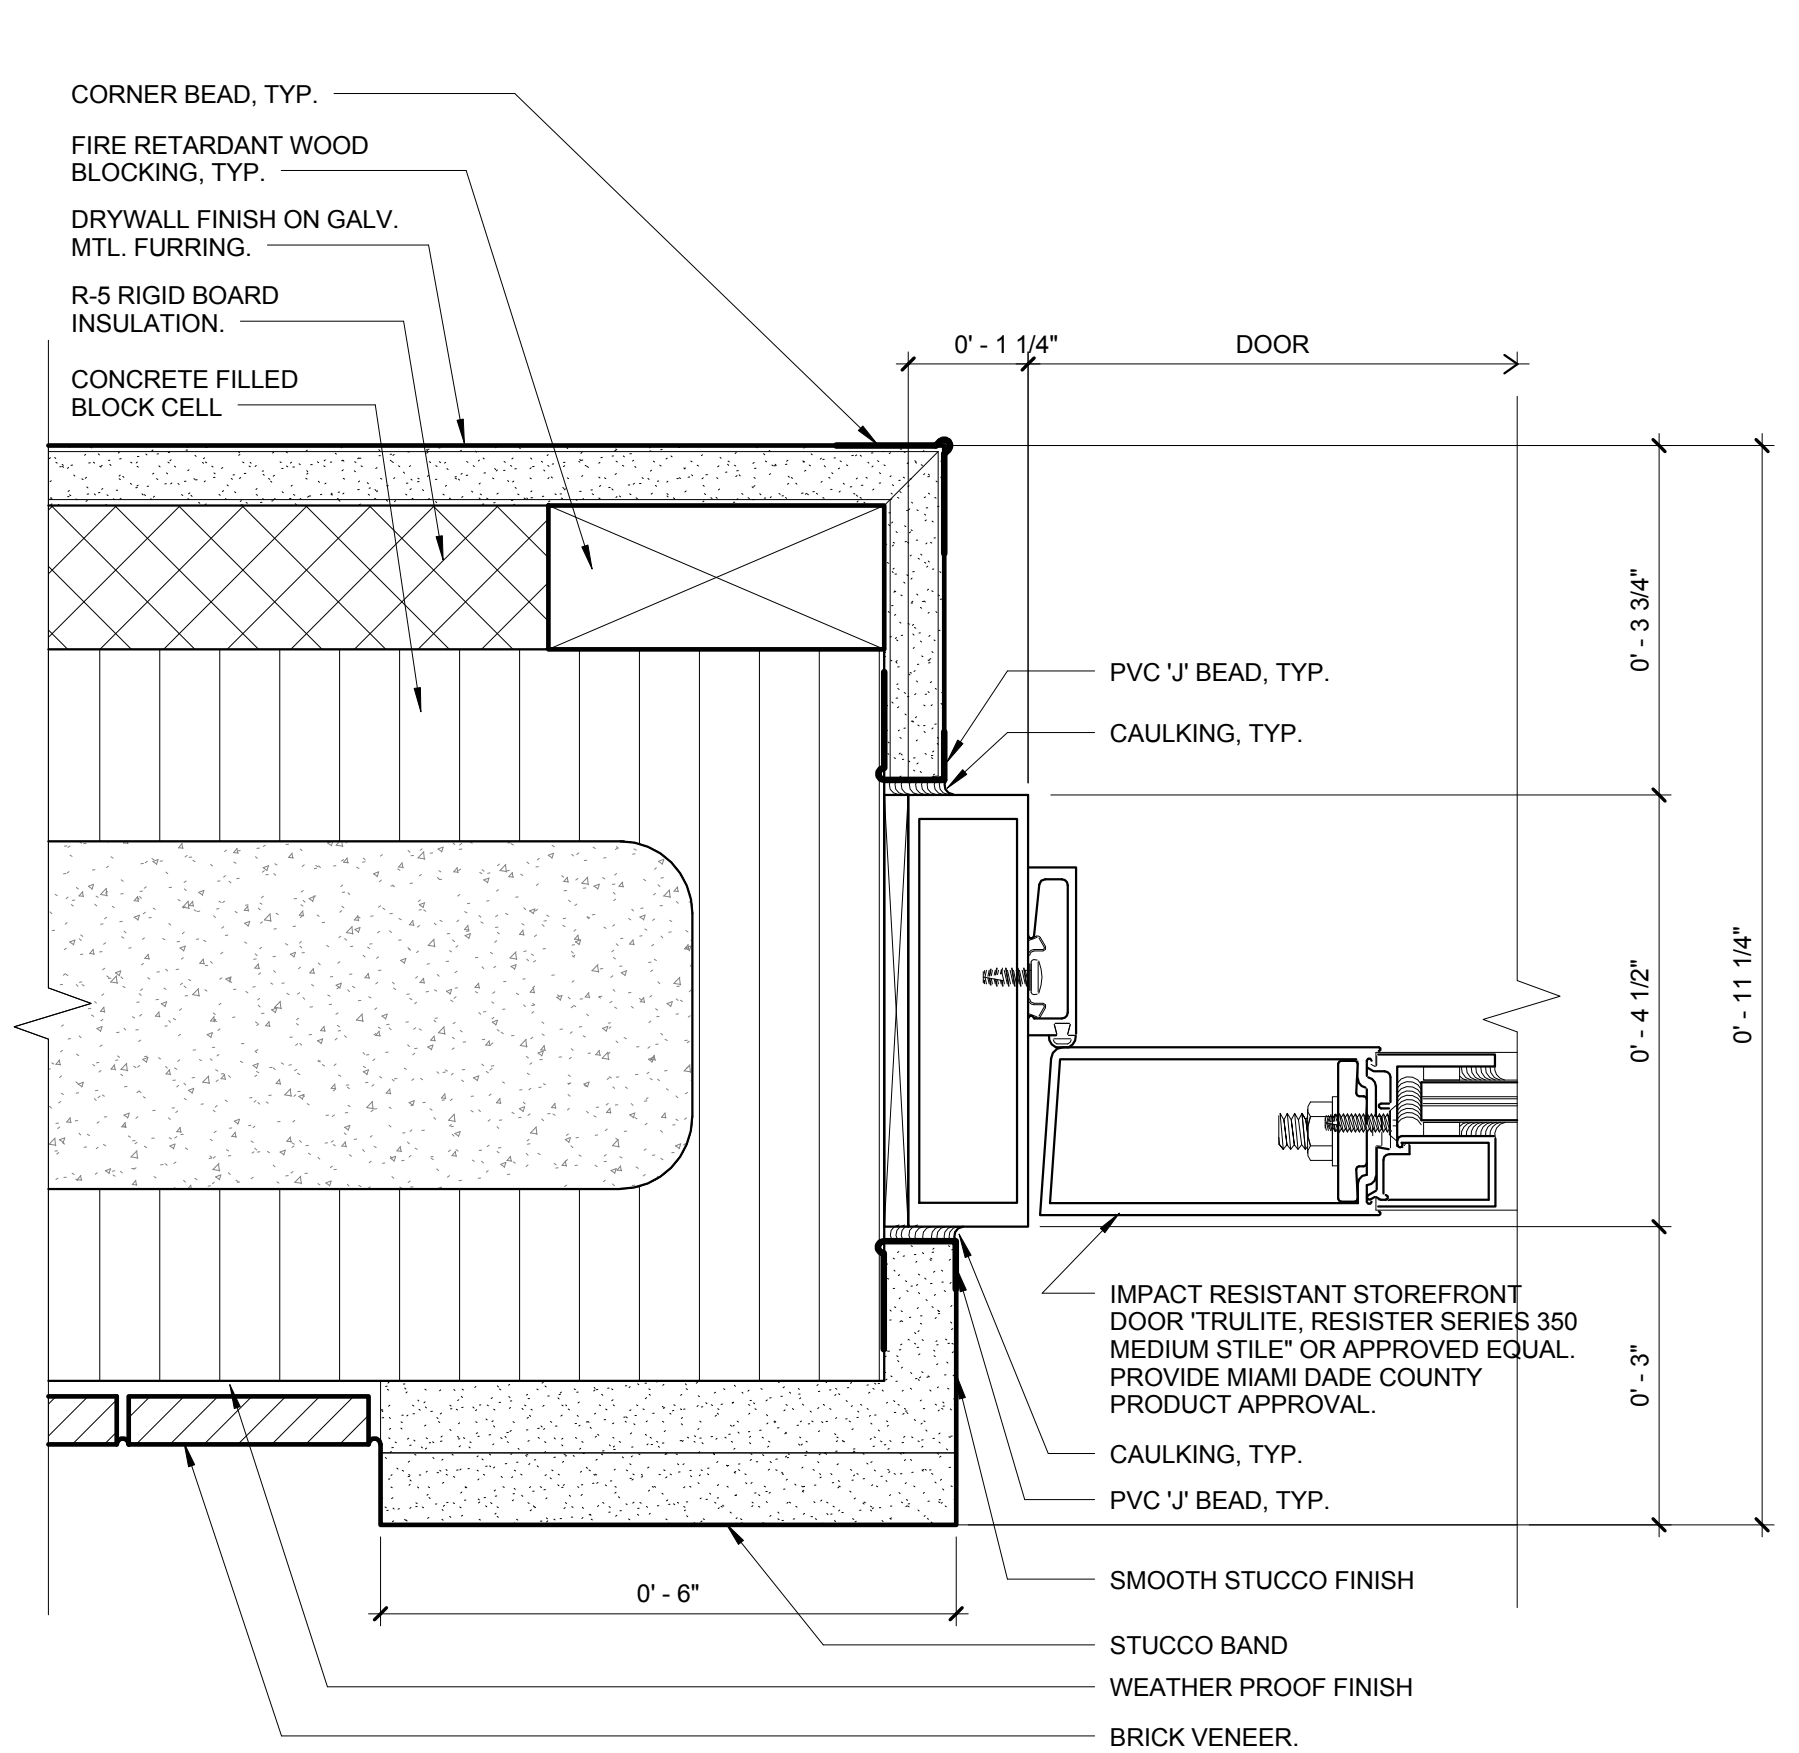 CORNER BEAD, TYP.
FIRE RETARDANT WOOD
BLOCKING, TYP.
DRYWALL FINISH ON GALV.
MTL. FURRING.
R-5 RIGID BOARD
INSULATION.
CONCRETE FILLED
BLOCK CELL
0' - 1 1/4"
DOOR
0' - 3 3/4"
0' - 4 1/2"
0' - 11 1/4"
0' - 3"
PVC 'J' BEAD, TYP.
CAULKING, TYP.
IMPACT RESISTANT STOREFRONT
DOOR 'TRULITE, RESISTER SERIES 350
MEDIUM STILE" OR APPROVED EQUAL.
PROVIDE MIAMI DADE COUNTY
PRODUCT APPROVAL.
CAULKING, TYP.
PVC 'J' BEAD, TYP.
SMOOTH STUCCO FINISH
0' - 6"
STUCCO BAND
WEATHER PROOF FINISH
BRICK VENEER.